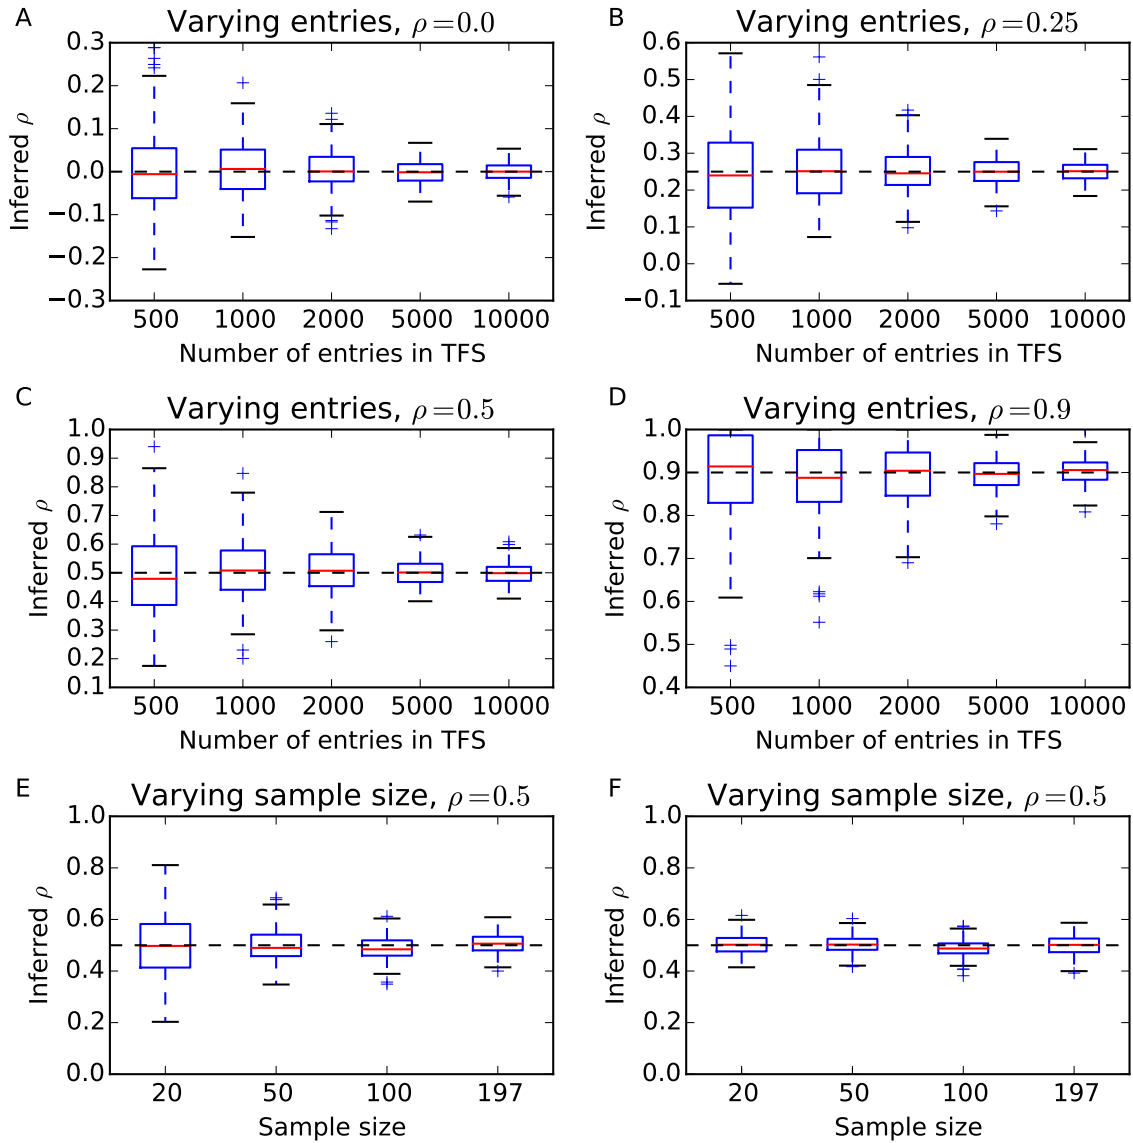 A
Varying entries, ρ=0.0
0.3
0.2
0.1
0.0
−0.1
−0.2
−0.3
Inferred ρ
500 1000 2000 5000 10000
Number of entries in TFS
B
Varying entries, ρ=0.25
0.6
0.5
0.4
0.3
0.2
0.1
0.0
−0.1
Inferred ρ
500 1000 2000 5000 10000
Number of entries in TFS
C
Varying entries, ρ=0.5
1.0
0.9
0.8
0.7
0.6
0.5
0.4
0.3
0.2
0.1
Inferred ρ
500 1000 2000 5000 10000
Number of entries in TFS
D
Varying entries, ρ=0.9
1.0
0.9
0.8
0.7
0.6
0.5
0.4
Inferred ρ
500 1000 2000 5000 10000
Number of entries in TFS
E
Varying sample size, ρ=0.5
1.0
0.8
0.6
0.4
0.2
0.0
Inferred ρ
20 50 100 197
Sample size
F
Varying sample size, ρ=0.5
1.0
0.8
0.6
0.4
0.2
0.0
Inferred ρ
20 50 100 197
Sample size